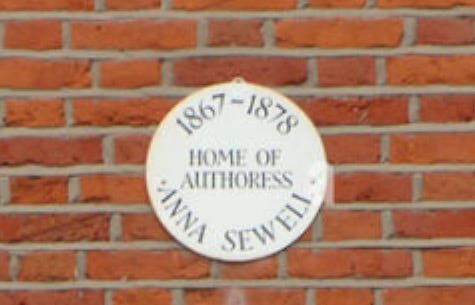 1867-1878
HOME OF
AUTHORESS
·ANNA SEWELL·